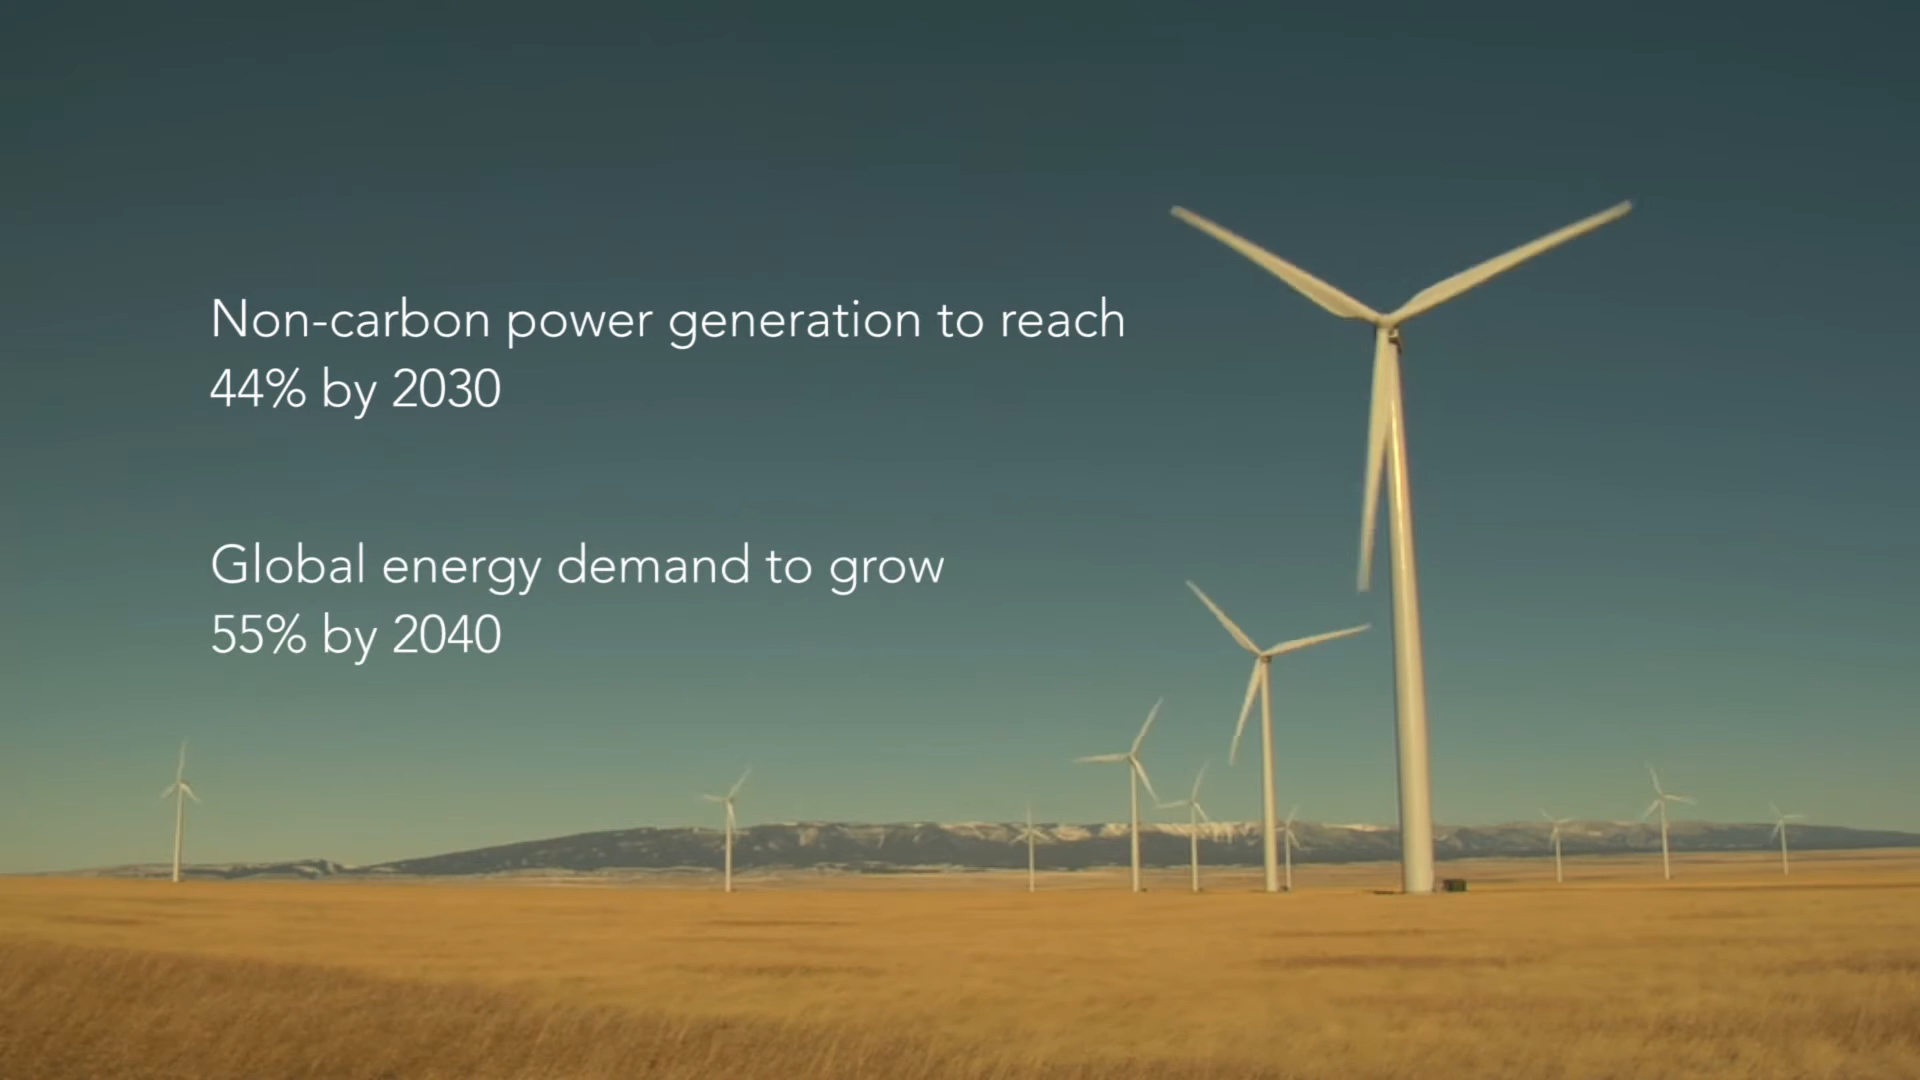 Non-carbon power generation to reach
44% by 2030
Global energy demand to grow
55% by 2040